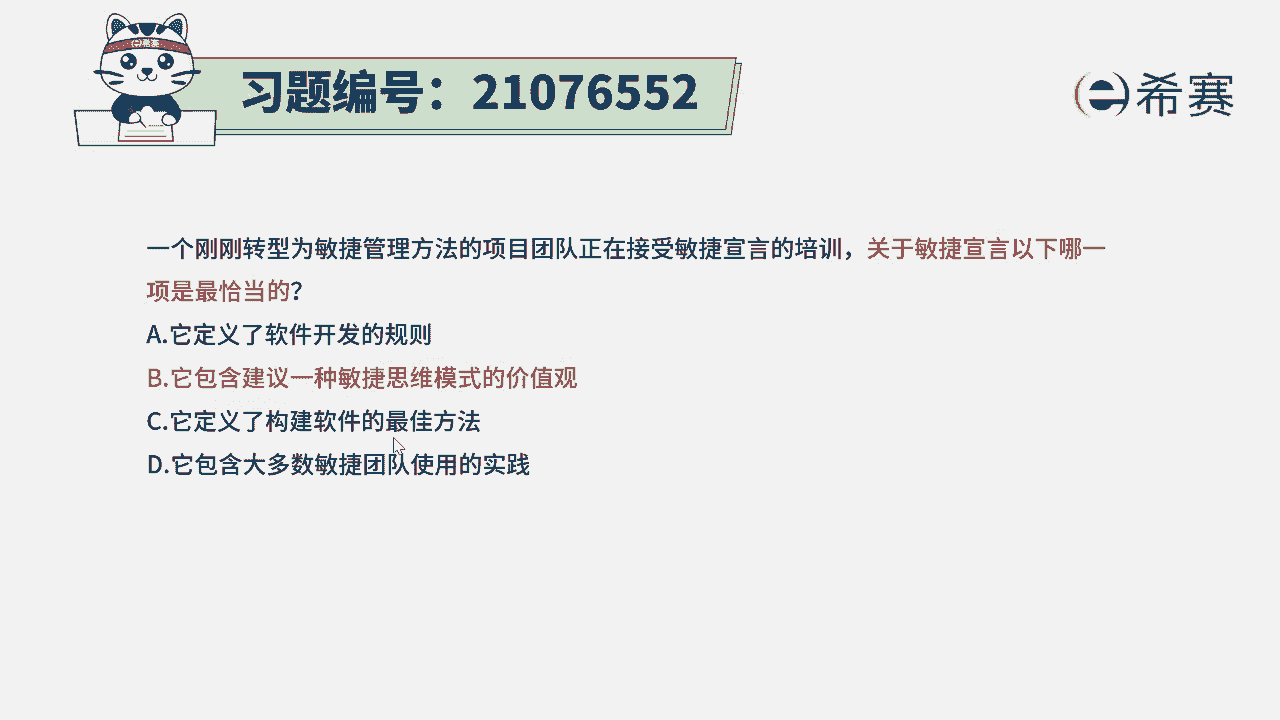 希赛
习题编号：21076552
希赛
一个刚刚转型为敏捷管理方法的项目团队正在接受敏捷宣言的培训，关于敏捷宣言以下哪一
项是最恰当的？
A.它定义了软件开发的规则
B.它包含建议一种敏捷思维模式的价值观
C.它定义了构建软件的最佳方法
D.它包含大多数敏捷团队使用的实践